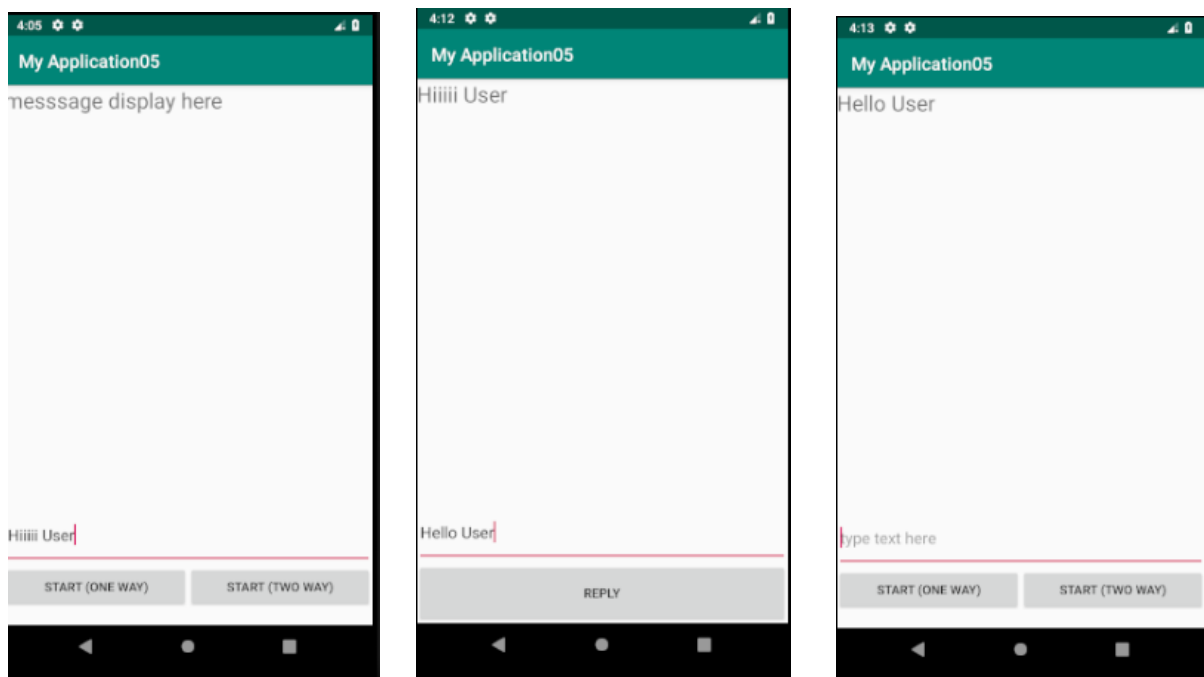 4:05
My Application05
messsage display here
Hiiiii User
START (ONE WAY)
START (TWO WAY)
4:12
My Application05
Hiiiii User
Hello User
REPLY
4:13
My Application05
Hello User
type text here
START (ONE WAY)
START (TWO WAY)